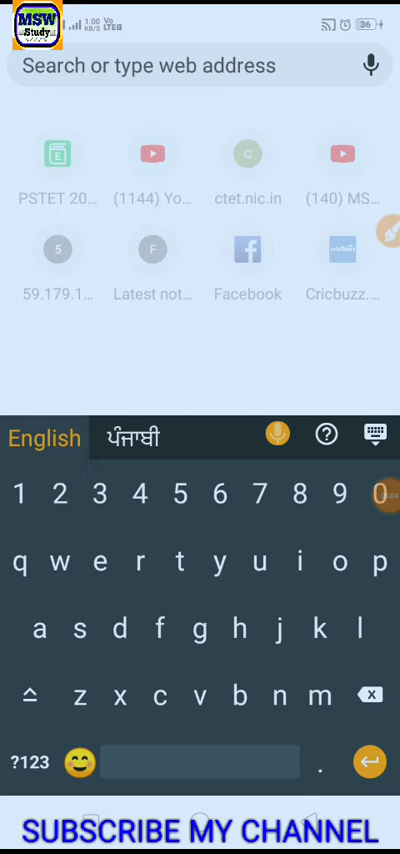 MSW
Study
1.00
KB/S
Vo
LTE
36
Search or type web address
E
C
PSTET 20...
(1144) Yo...
ctet.nic.in
(140) MS...
5
F
cricbuzz
59.179.1...
Latest not...
Facebook
Cricbuzz....
English
ਪੰਜਾਬੀ
1 2 3 4 5 6 7 8 9 0
q w e r t y u i o p
a s d f g h j k l
z x c v b n m
?123
.
SUBSCRIBE MY CHANNEL